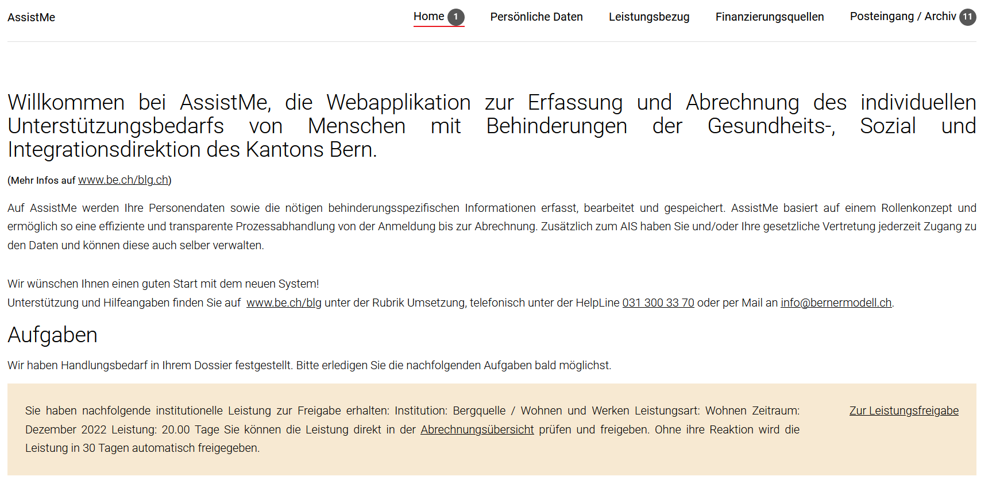 AssistMe
Home 1 Persönliche Daten Leistungsbezug Finanzierungsquellen Posteingang / Archiv 11
Willkommen bei AssistMe, die Webapplikation zur Erfassung und Abrechnung des individuellen
Unterstützungsbedarfs von Menschen mit Behinderungen der Gesundheits-, Sozial und
Integrationsdirektion des Kantons Bern.
(Mehr Infos auf www.be.ch/blg.ch)
Auf AssistMe werden Ihre Personendaten sowie die nötigen behinderungsspezifischen Informationen erfasst, bearbeitet und gespeichert. AssistMe basiert auf einem Rollenkonzept und
ermöglich so eine effiziente und transparente Prozessabhandlung von der Anmeldung bis zur Abrechnung. Zusätzlich zum AIS haben Sie und/oder Ihre gesetzliche Vertretung jederzeit Zugang zu
den Daten und können diese auch selber verwalten.
Wir wünschen Ihnen einen guten Start mit dem neuen System!
Unterstützung und Hilfeangaben finden Sie auf www.be.ch/blg unter der Rubrik Umsetzung, telefonisch unter der HelpLine 031 300 33 70 oder per Mail an info@bernermodell.ch.
Aufgaben
Wir haben Handlungsbedarf in Ihrem Dossier festgestellt. Bitte erledigen Sie die nachfolgenden Aufgaben bald möglichst.
Sie haben nachfolgende institutionelle Leistung zur Freigabe erhalten: Institution: Bergquelle / Wohnen und Werken Leistungsart: Wohnen Zeitraum:
Dezember 2022 Leistung: 20.00 Tage Sie können die Leistung direkt in der Abrechnungsübersicht prüfen und freigeben. Ohne ihre Reaktion wird die
Leistung in 30 Tagen automatisch freigegeben.
Zur Leistungsfreigabe